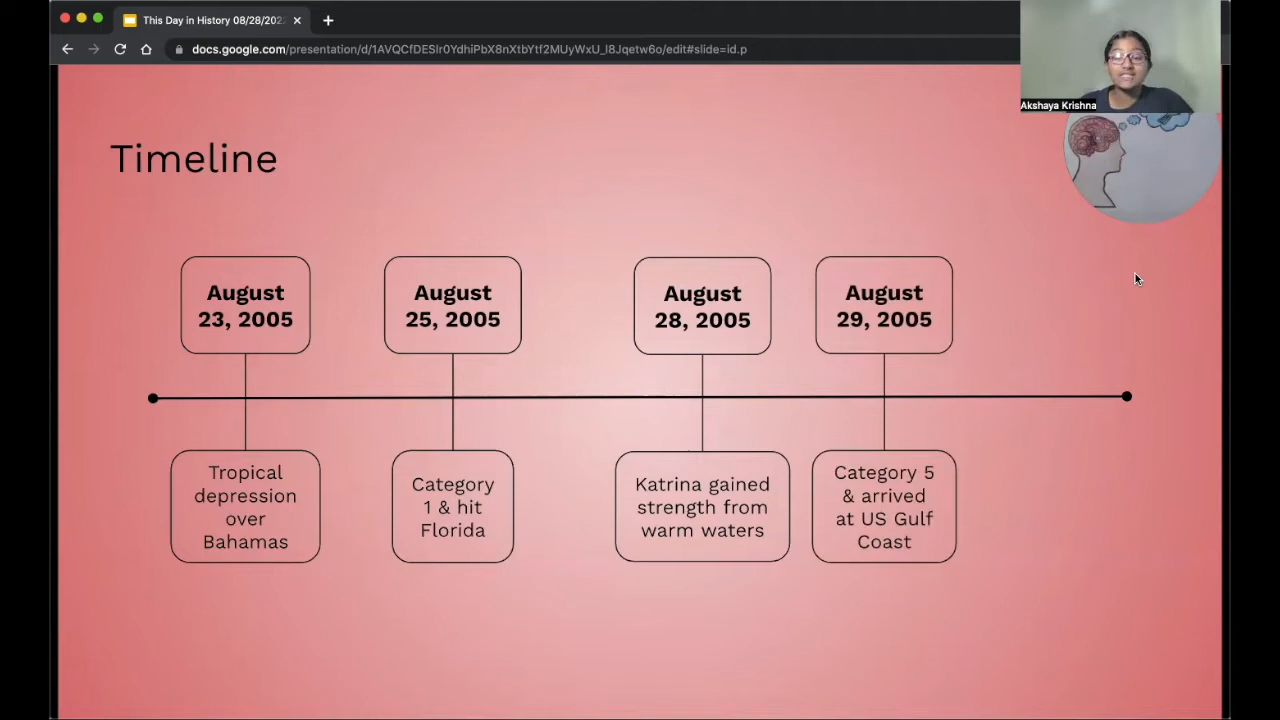 This Day in History 08/28/202
docs.google.com/presentation/d/1AVQCfDESIr0YdhiPbX8nXtbYtf2MUyWxU_I8Jqetw6o/edit#slide=id.p
Akshaya Krishna
Timeline
August
23, 2005
August
25, 2005
August
28, 2005
August
29, 2005
Tropical
depression
over
Bahamas
Category
1 & hit
Florida
Katrina gained
strength from
warm waters
Category 5
& arrived
at US Gulf
Coast